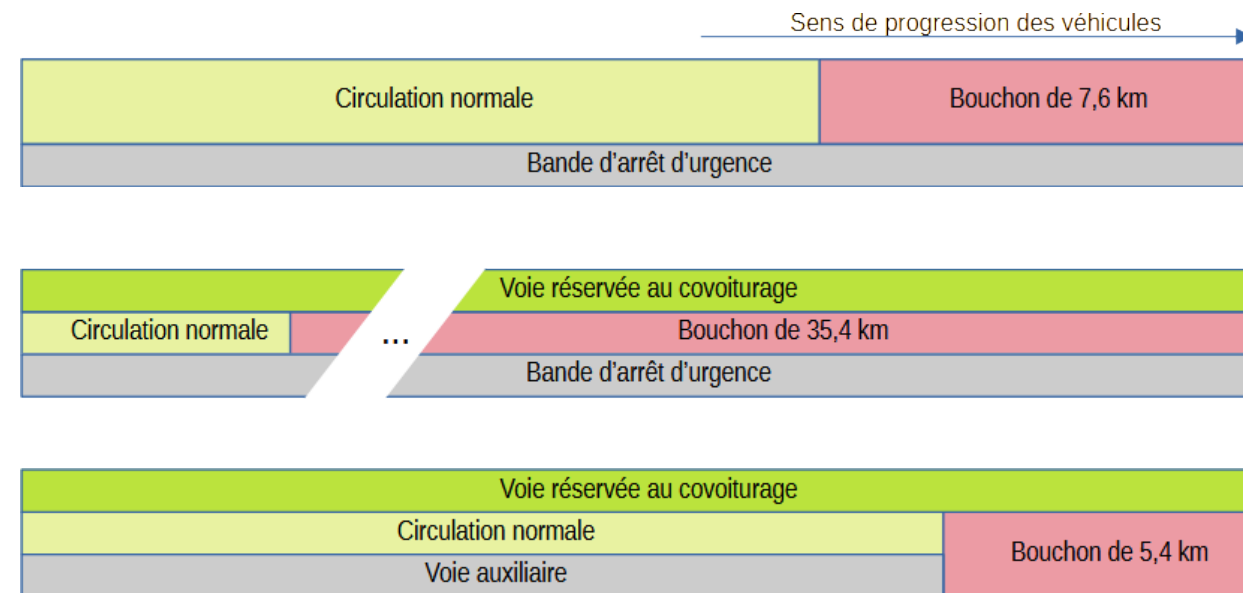 Sens de progression des véhicules
Circulation normale
Bouchon de 7,6 km
Bande d'arrêt d'urgence
Voie réservée au covoiturage
Circulation normale
...
Bouchon de 35,4 km
Bande d'arrêt d'urgence
Voie réservée au covoiturage
Circulation normale
Bouchon de 5,4 km
Voie auxiliaire